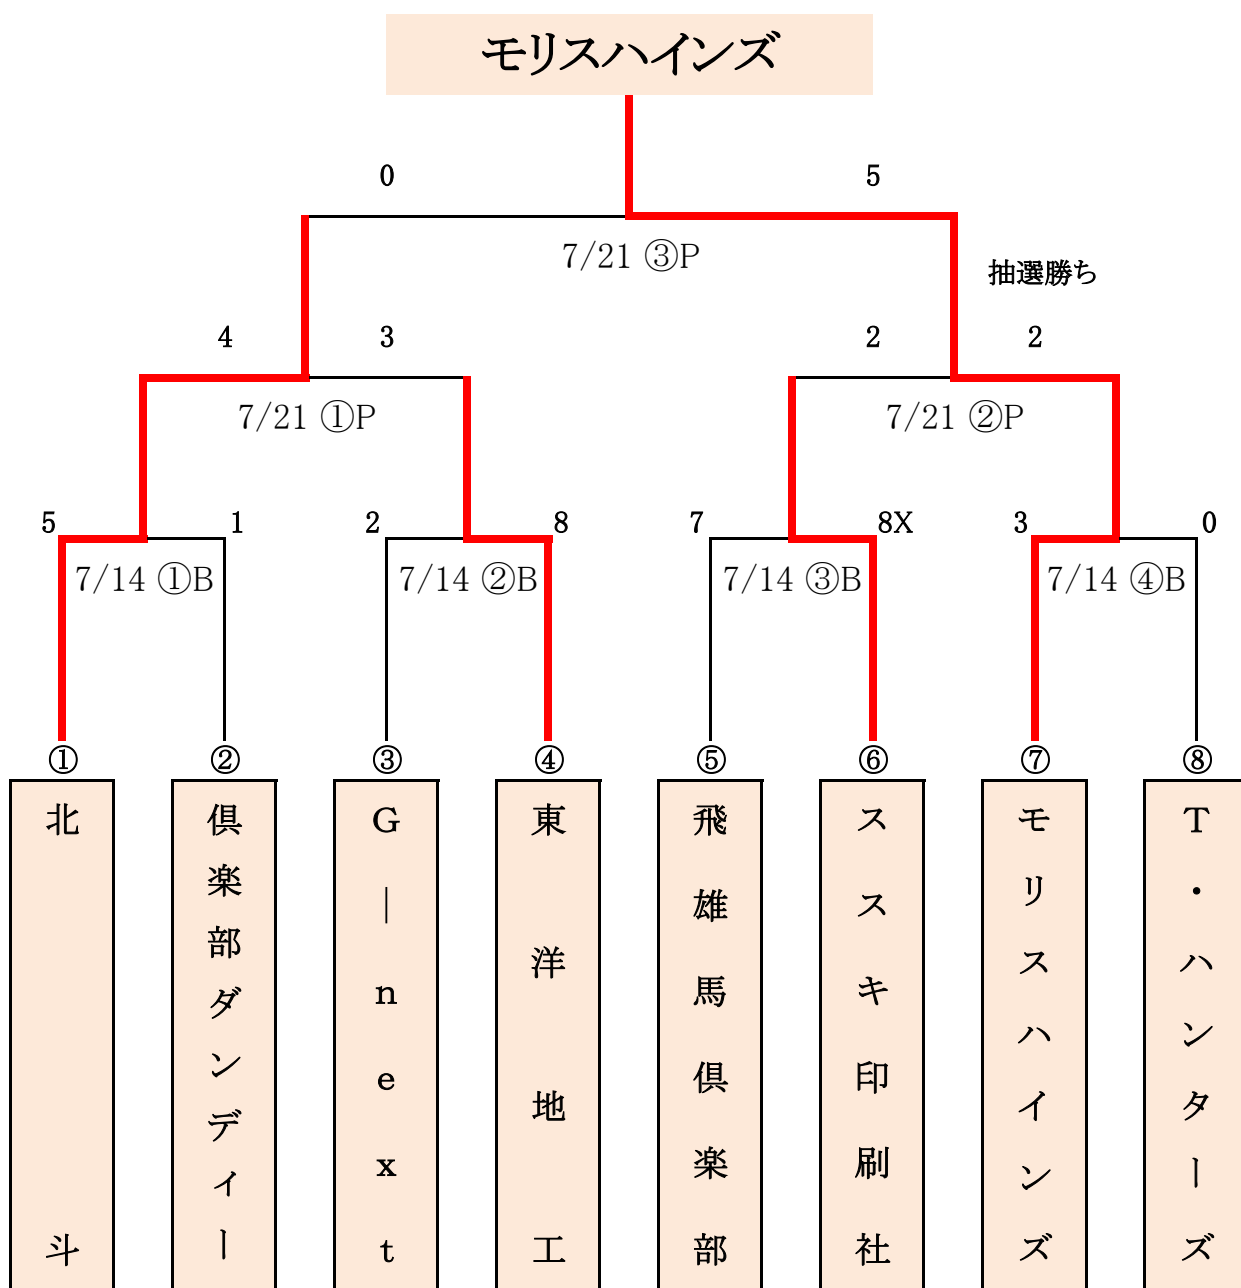 モリスハインズ
0 5
7/21 ③P
抽選勝ち
4 3 2 2
7/21 ①P 7/21 ②P
5 1 2 8 7 8X 3 0
7/14 ①B 7/14 ②B 7/14 ③B 7/14 ④B
① ② ③ ④ ⑤ ⑥ ⑦ ⑧
北斗
倶楽部ダンディー
G―next
東洋地工
飛雄馬倶楽部
ススキ印刷社
モリスハインズ
T・ハンターズ